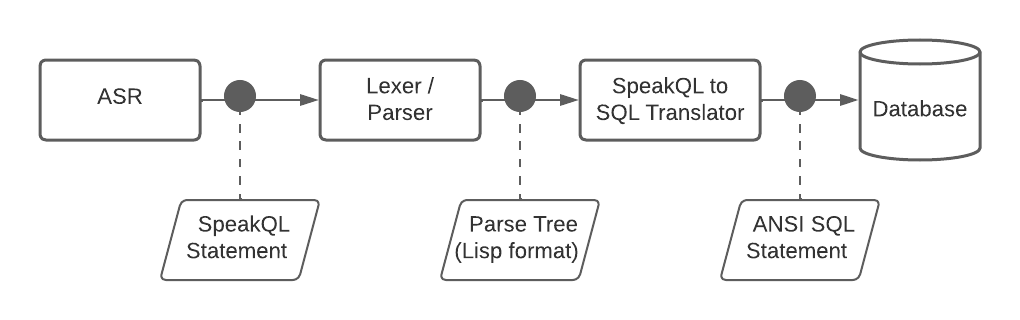 ASR
Lexer /
Parser
SpeakQL to
SQL Translator
Database
SpeakQL
Statement
Parse Tree
(Lisp format)
ANSI SQL
Statement